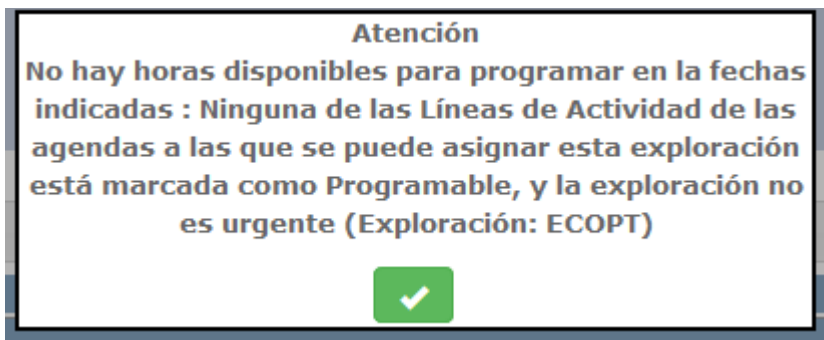 Atención
No hay horas disponibles para programar en la fechas
indicadas : Ninguna de las Líneas de Actividad de las
agendas a las que se puede asignar esta exploración
está marcada como Programable, y la exploración no
es urgente (Exploración: ECOPT)